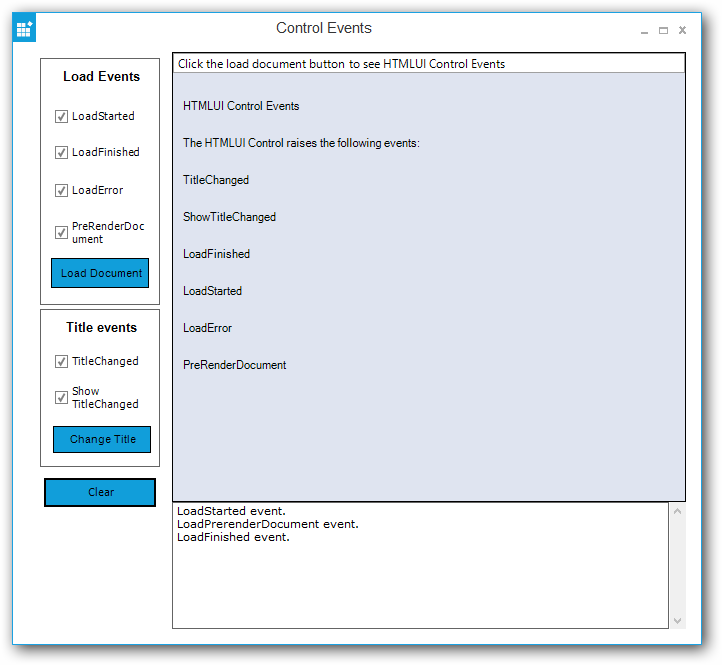 Control Events
Load Events
LoadStarted
LoadFinished
LoadError
PreRenderDoc
ument
Load Document
Title events
TitleChanged
Show
TitleChanged
Change Title
Clear
Click the load document button to see HTMLUI Control Events
HTMLUI Control Events
The HTMLUI Control raises the following events:
TitleChanged
ShowTitleChanged
LoadFinished
LoadStarted
LoadError
PreRenderDocument
LoadStarted event.
LoadPrerenderDocument event.
LoadFinished event.